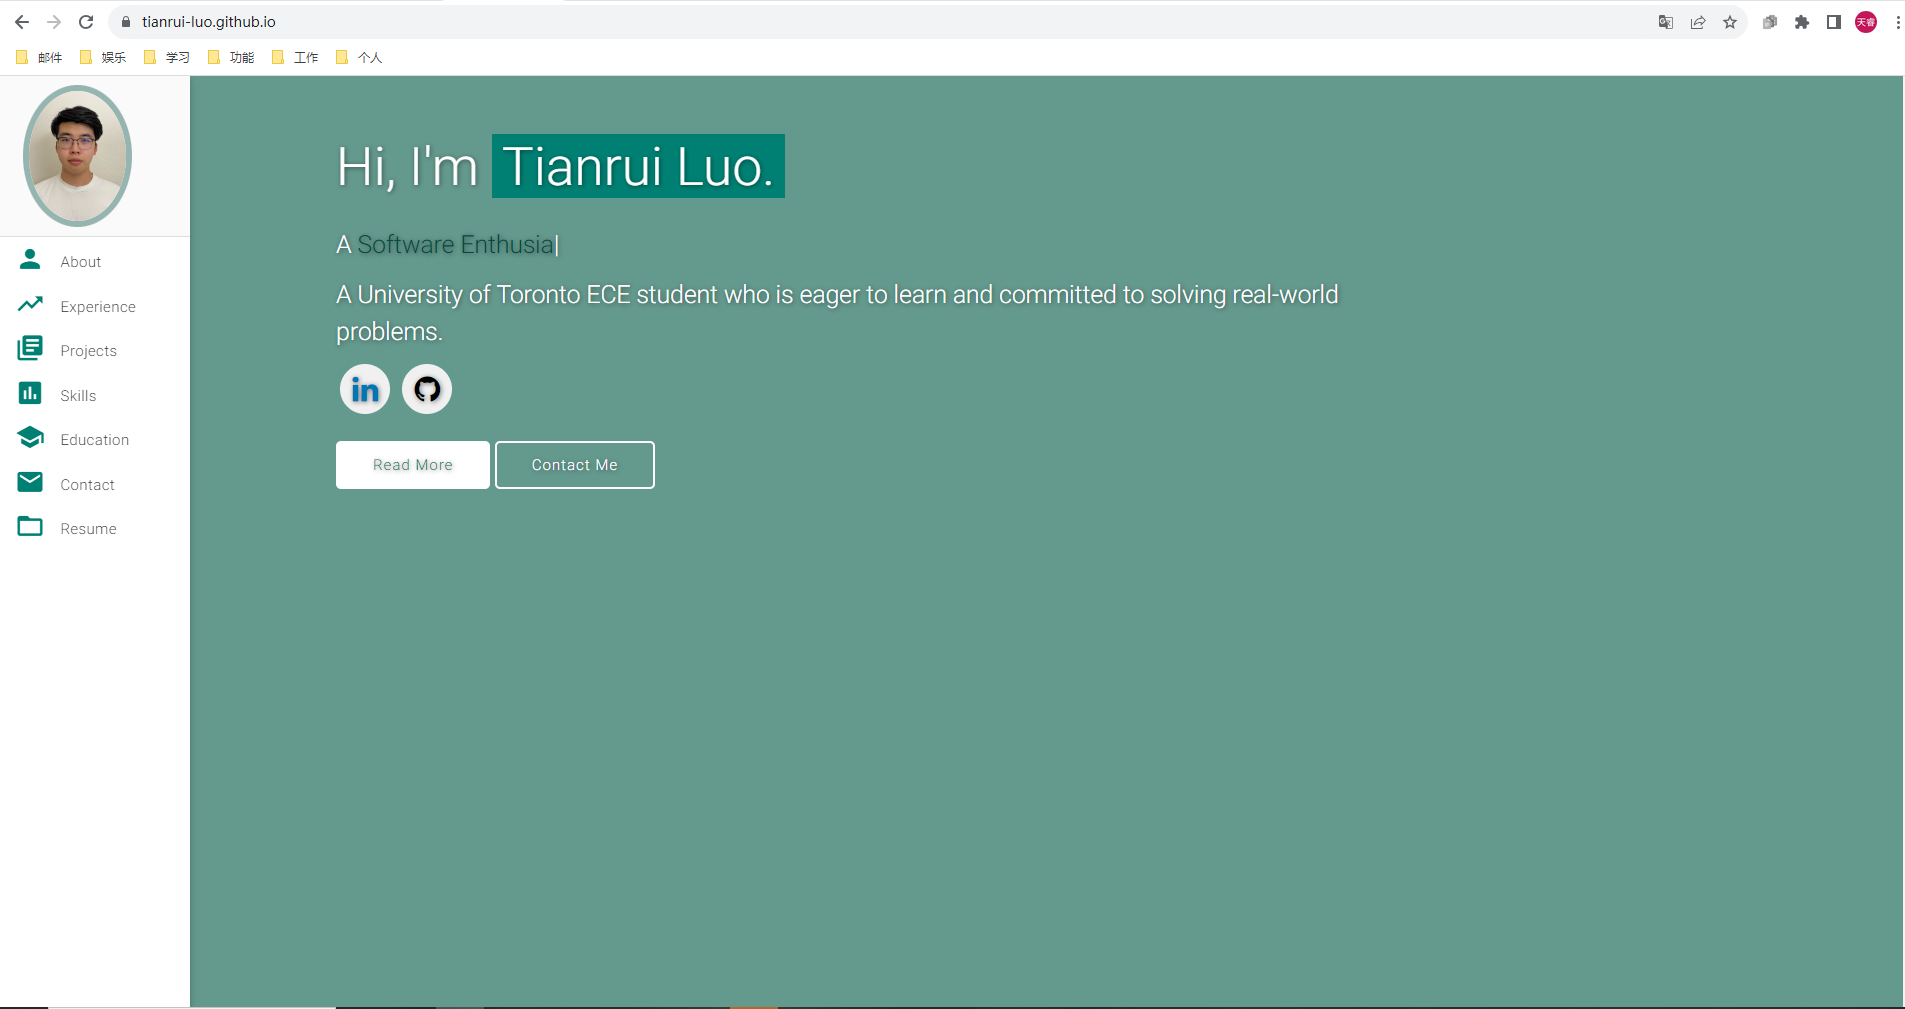 tianrui-luo.github.io
天睿
邮件 娱乐 学习 功能 工作 个人
Hi, I'm Tianrui Luo.
A Software Enthusia|
A University of Toronto ECE student who is eager to learn and committed to solving real-world
problems.
in
Read More Contact Me
About
Experience
Projects
Skills
Education
Contact
Resume